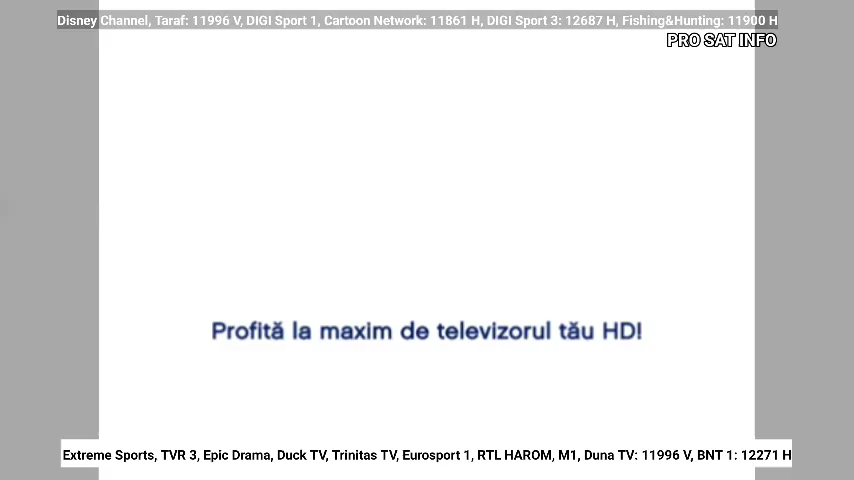 Disney Channel, Taraf: 11996 V, DIGI Sport 1, Cartoon Network: 11861 H, DIGI Sport 3: 12687 H, Fishing&Hunting: 11900 H
PRO SAT INFO
Profită la maxim de televizorul tău HD!
Extreme Sports, TVR 3, Epic Drama, Duck TV, Trinitas TV, Eurosport 1, RTL HAROM, M1, Duna TV: 11996 V, BNT 1: 12271 H